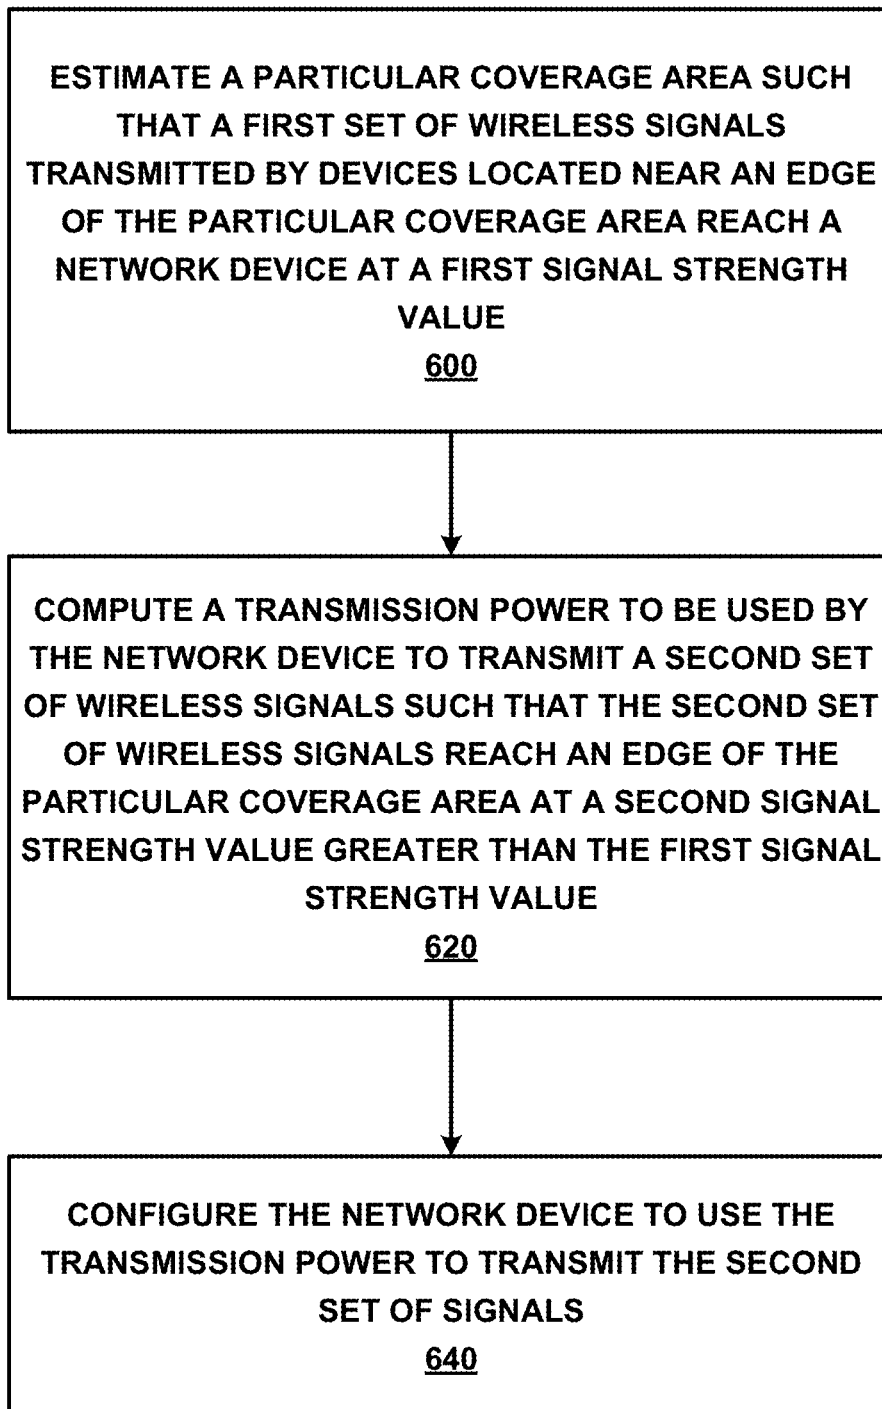 ESTIMATE A PARTICULAR COVERAGE AREA SUCH
THAT A FIRST SET OF WIRELESS SIGNALS
TRANSMITTED BY DEVICES LOCATED NEAR AN EDGE
OF THE PARTICULAR COVERAGE AREA REACH A
NETWORK DEVICE AT A FIRST SIGNAL STRENGTH
VALUE
600
COMPUTE A TRANSMISSION POWER TO BE USED BY
THE NETWORK DEVICE TO TRANSMIT A SECOND SET
OF WIRELESS SIGNALS SUCH THAT THE SECOND SET
OF WIRELESS SIGNALS REACH AN EDGE OF THE
PARTICULAR COVERAGE AREA AT A SECOND SIGNAL
STRENGTH VALUE GREATER THAN THE FIRST SIGNAL
STRENGTH VALUE
620
CONFIGURE THE NETWORK DEVICE TO USE THE
TRANSMISSION POWER TO TRANSMIT THE SECOND
SET OF SIGNALS
640